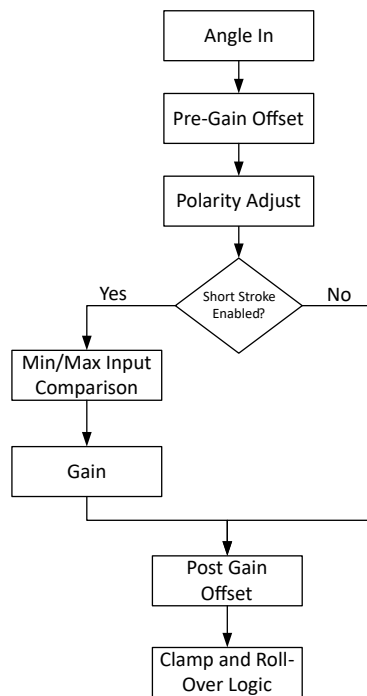 Angle In
Pre-Gain Offset
Polarity Adjust
Short Stroke
Enabled?
Yes
No
Min/Max Input
Comparison
Gain
Post Gain
Offset
Clamp and Roll-
Over Logic